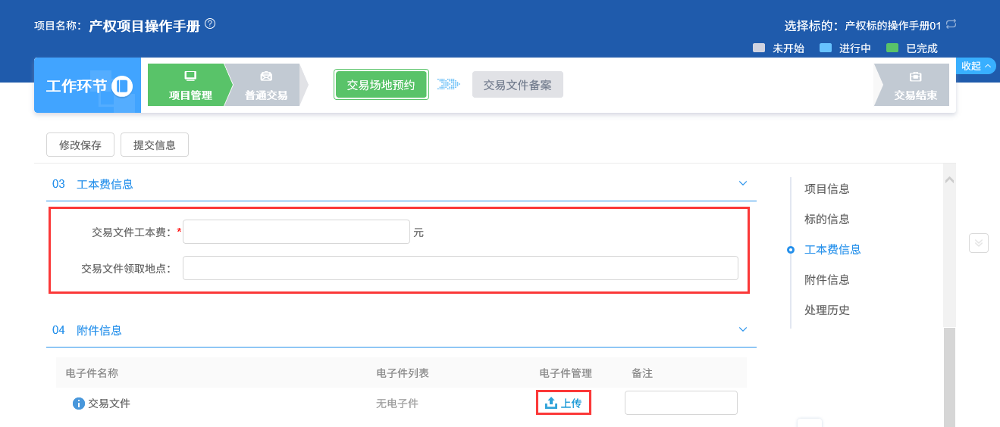 项目名称： 产权项目操作手册 ?
选择标的： 产权标的操作手册01
未开始 进行中 已完成
收起
工作环节
项目管理
普通交易
交易场地预约
交易文件备案
交易结束
修改保存 提交信息
03 工本费信息
交易文件工本费：* 元
交易文件领取地点：
04 附件信息
电子件名称 电子件列表 电子件管理 备注
交易文件 无电子件 上传
项目信息
标的信息
工本费信息
附件信息
处理历史